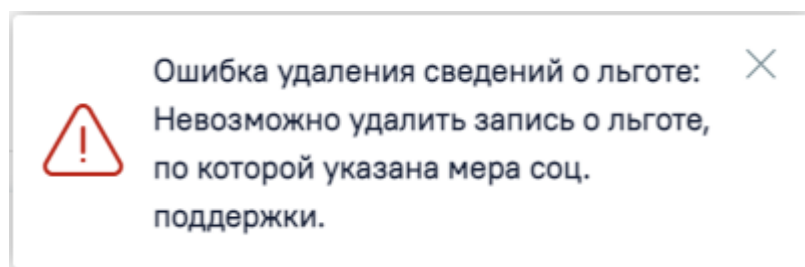 Ошибка удаления сведений о льготе:
Невозможно удалить запись о льготе,
по которой указана мера соц.
поддержки.